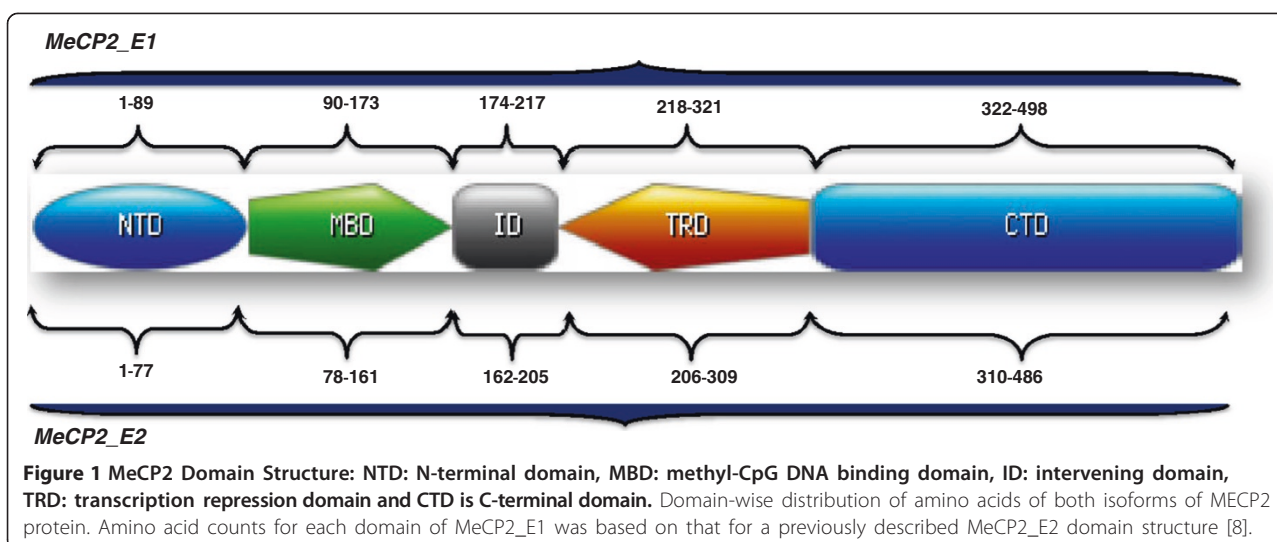 MeCP2_E1
1-89 90-173 174-217 218-321 322-498
NTD MBD ID TRD CTD
1-77 78-161 162-205 206-309 310-486
MeCP2_E2
Figure 1 MeCP2 Domain Structure: NTD: N-terminal domain, MBD: methyl-CpG DNA binding domain, ID: intervening domain,
TRD: transcription repression domain and CTD is C-terminal domain. Domain-wise distribution of amino acids of both isoforms of MECP2
protein. Amino acid counts for each domain of MeCP2_E1 was based on that for a previously described MeCP2_E2 domain structure [8].